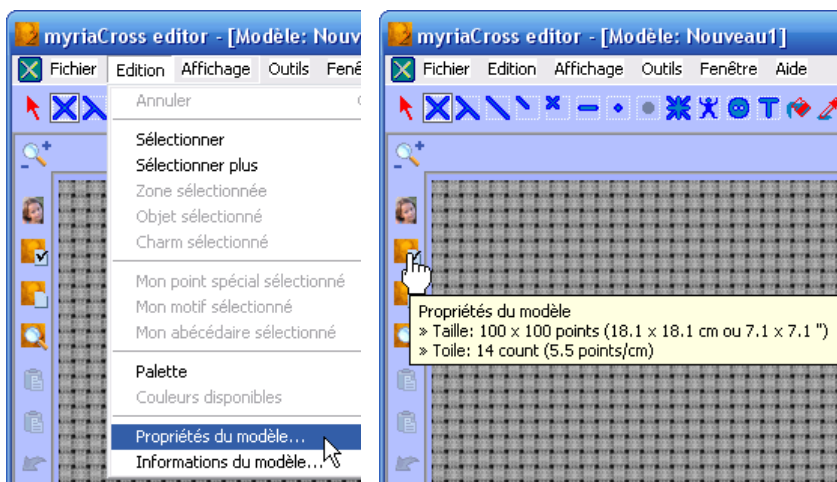 myriaCross editor - [Modèle: Nouv
Fichier Edition Affichage Outils Fenê
Annuler
Sélectionner
Sélectionner plus
Zone sélectionnée
Objet sélectionné
Charm sélectionné
Mon point spécial sélectionné
Mon motif sélectionné
Mon abécédaire sélectionné
Palette
Couleurs disponibles
Propriétés du modèle...
Informations du modèle...
myriaCross editor - [Modèle: Nouveau1]
Fichier Edition Affichage Outils Fenêtre Aide
Propriétés du modèle
» Taille: 100 x 100 points (18.1 x 18.1 cm ou 7.1 x 7.1 ")
» Toile: 14 count (5.5 points/cm)